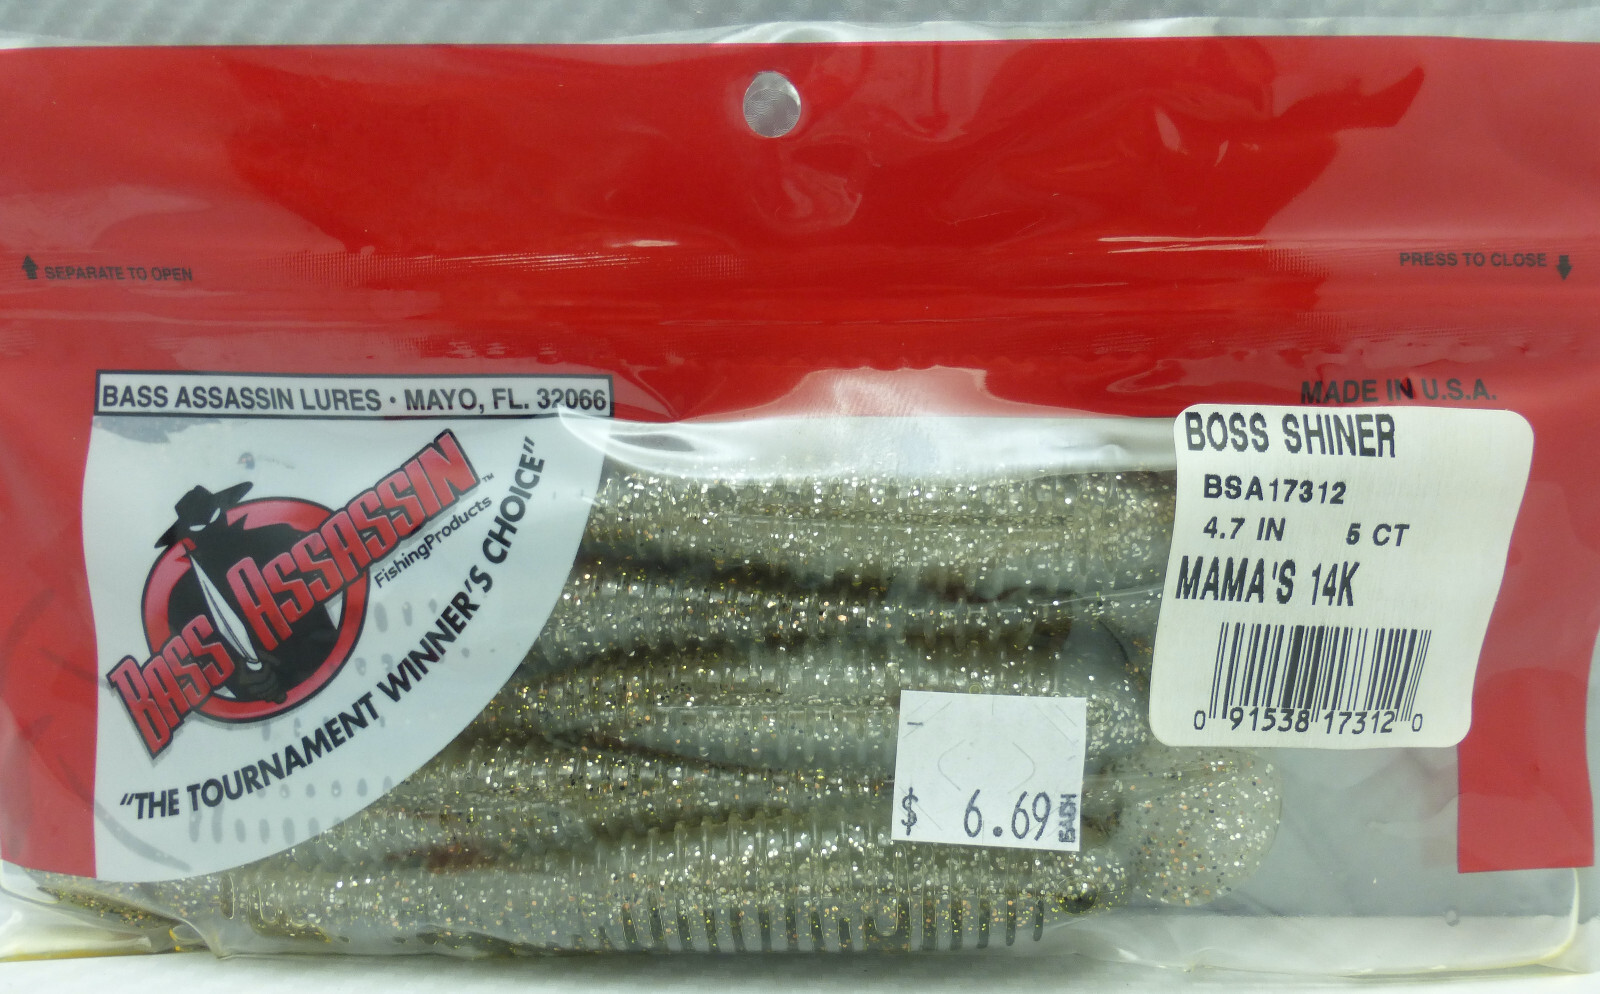 SEPARATE TO OPEN
PRESS TO CLOSE
BASS ASSASSIN LURES • MAYO, FL. 32066
MADE IN U.S.A.
BASS ASSASSIN™
FishingProducts
"THE TOURNAMENT WINNER'S CHOICE"
BOSS SHINER
BSA17312
4.7 IN 5 CT
MAMA'S 14K
0 91538 17312 0
$ 6.69 EACH